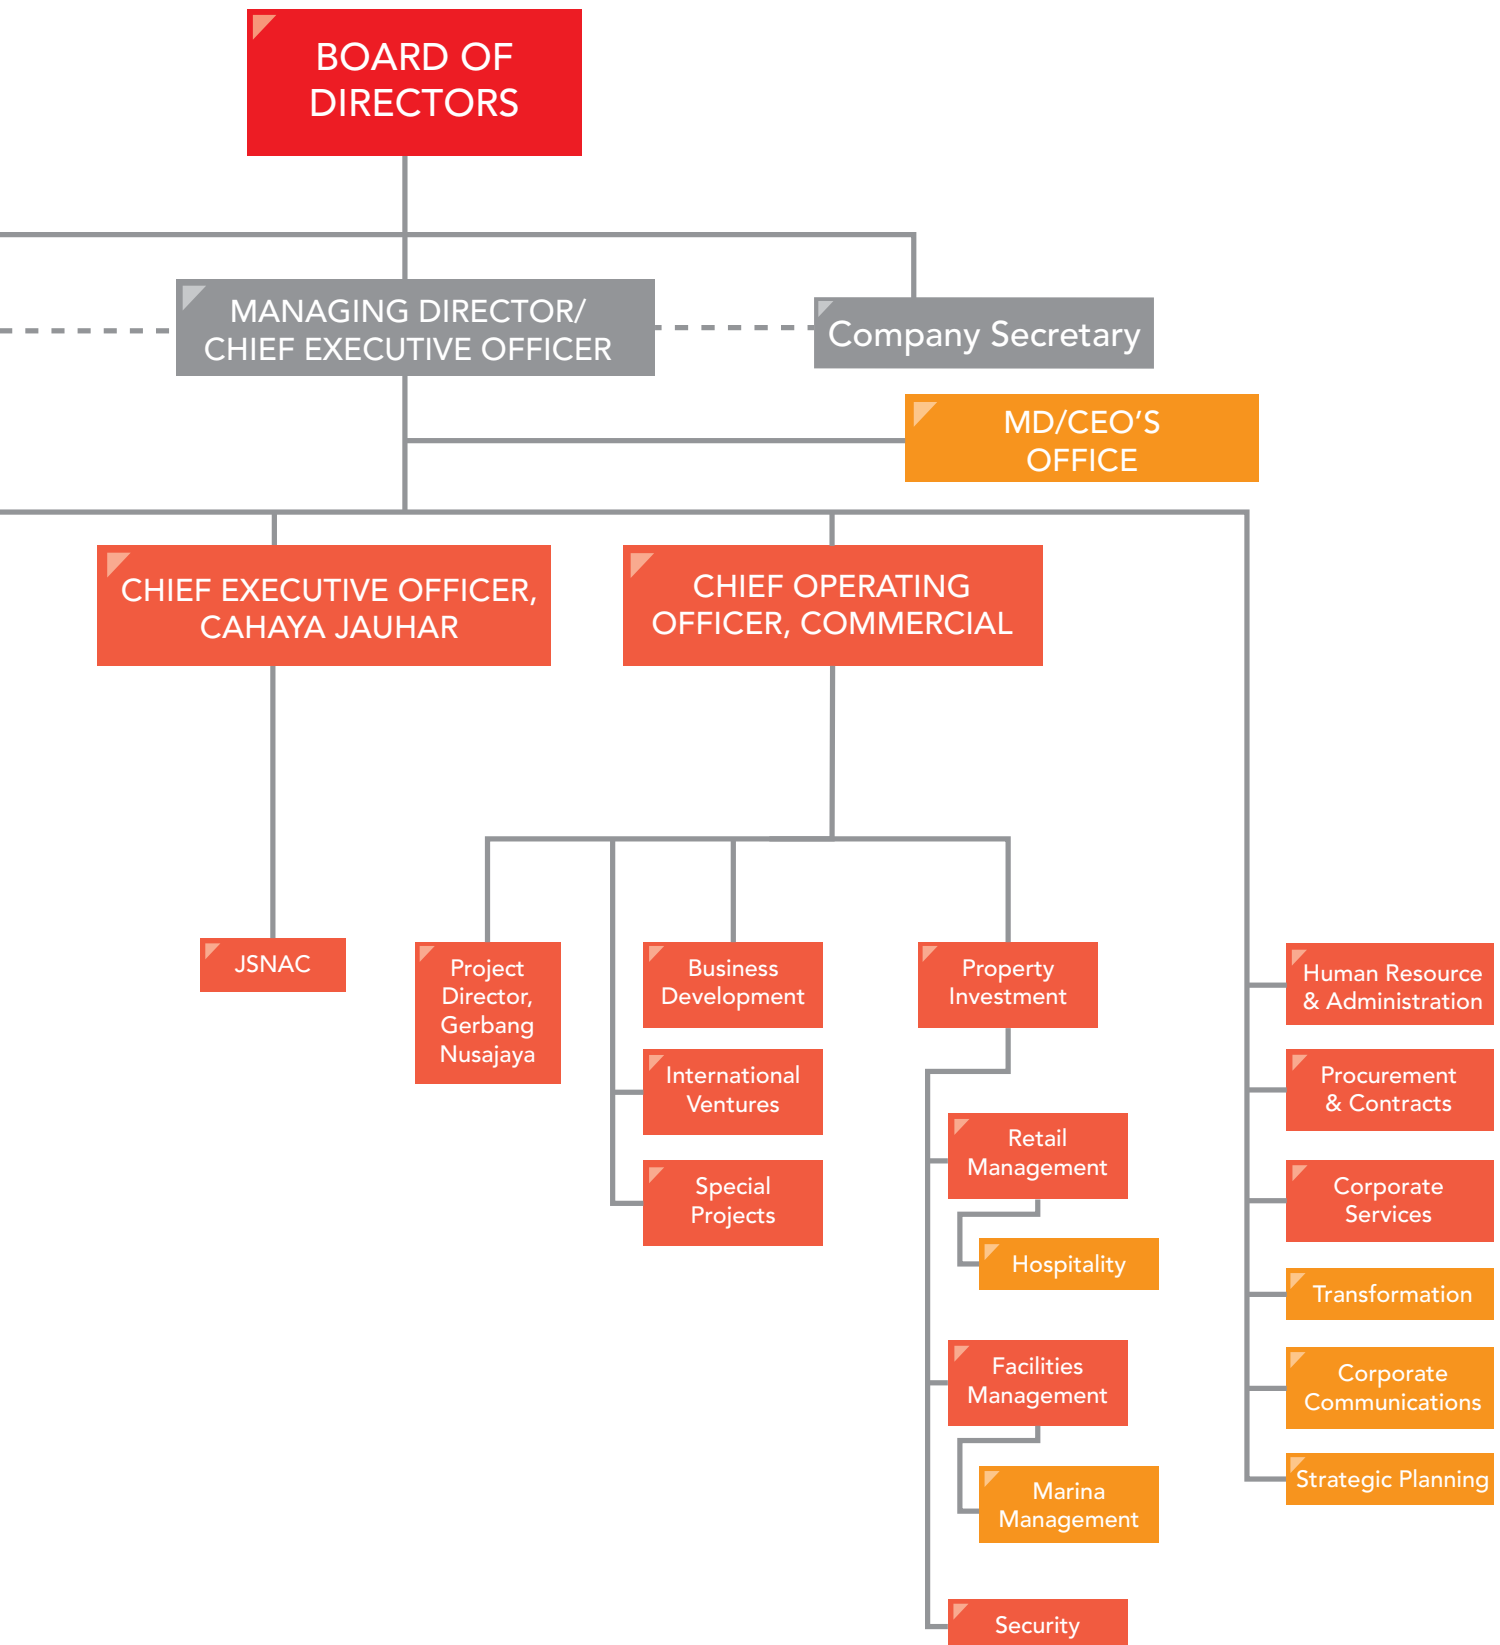 BOARD OF
DIRECTORS
MANAGING DIRECTOR/
CHIEF EXECUTIVE OFFICER
Company Secretary
MD/CEO’S
OFFICE
CHIEF EXECUTIVE OFFICER,
CAHAYA JAUHAR
CHIEF OPERATING
OFFICER, COMMERCIAL
JSNAC
Project
Director,
Gerbang
Nusajaya
Business
Development
International
Ventures
Special
Projects
Property
Investment
Retail
Management
Hospitality
Facilities
Management
Marina
Management
Security
Human Resource
& Administration
Procurement
& Contracts
Corporate
Services
Transformation
Corporate
Communications
Strategic Planning